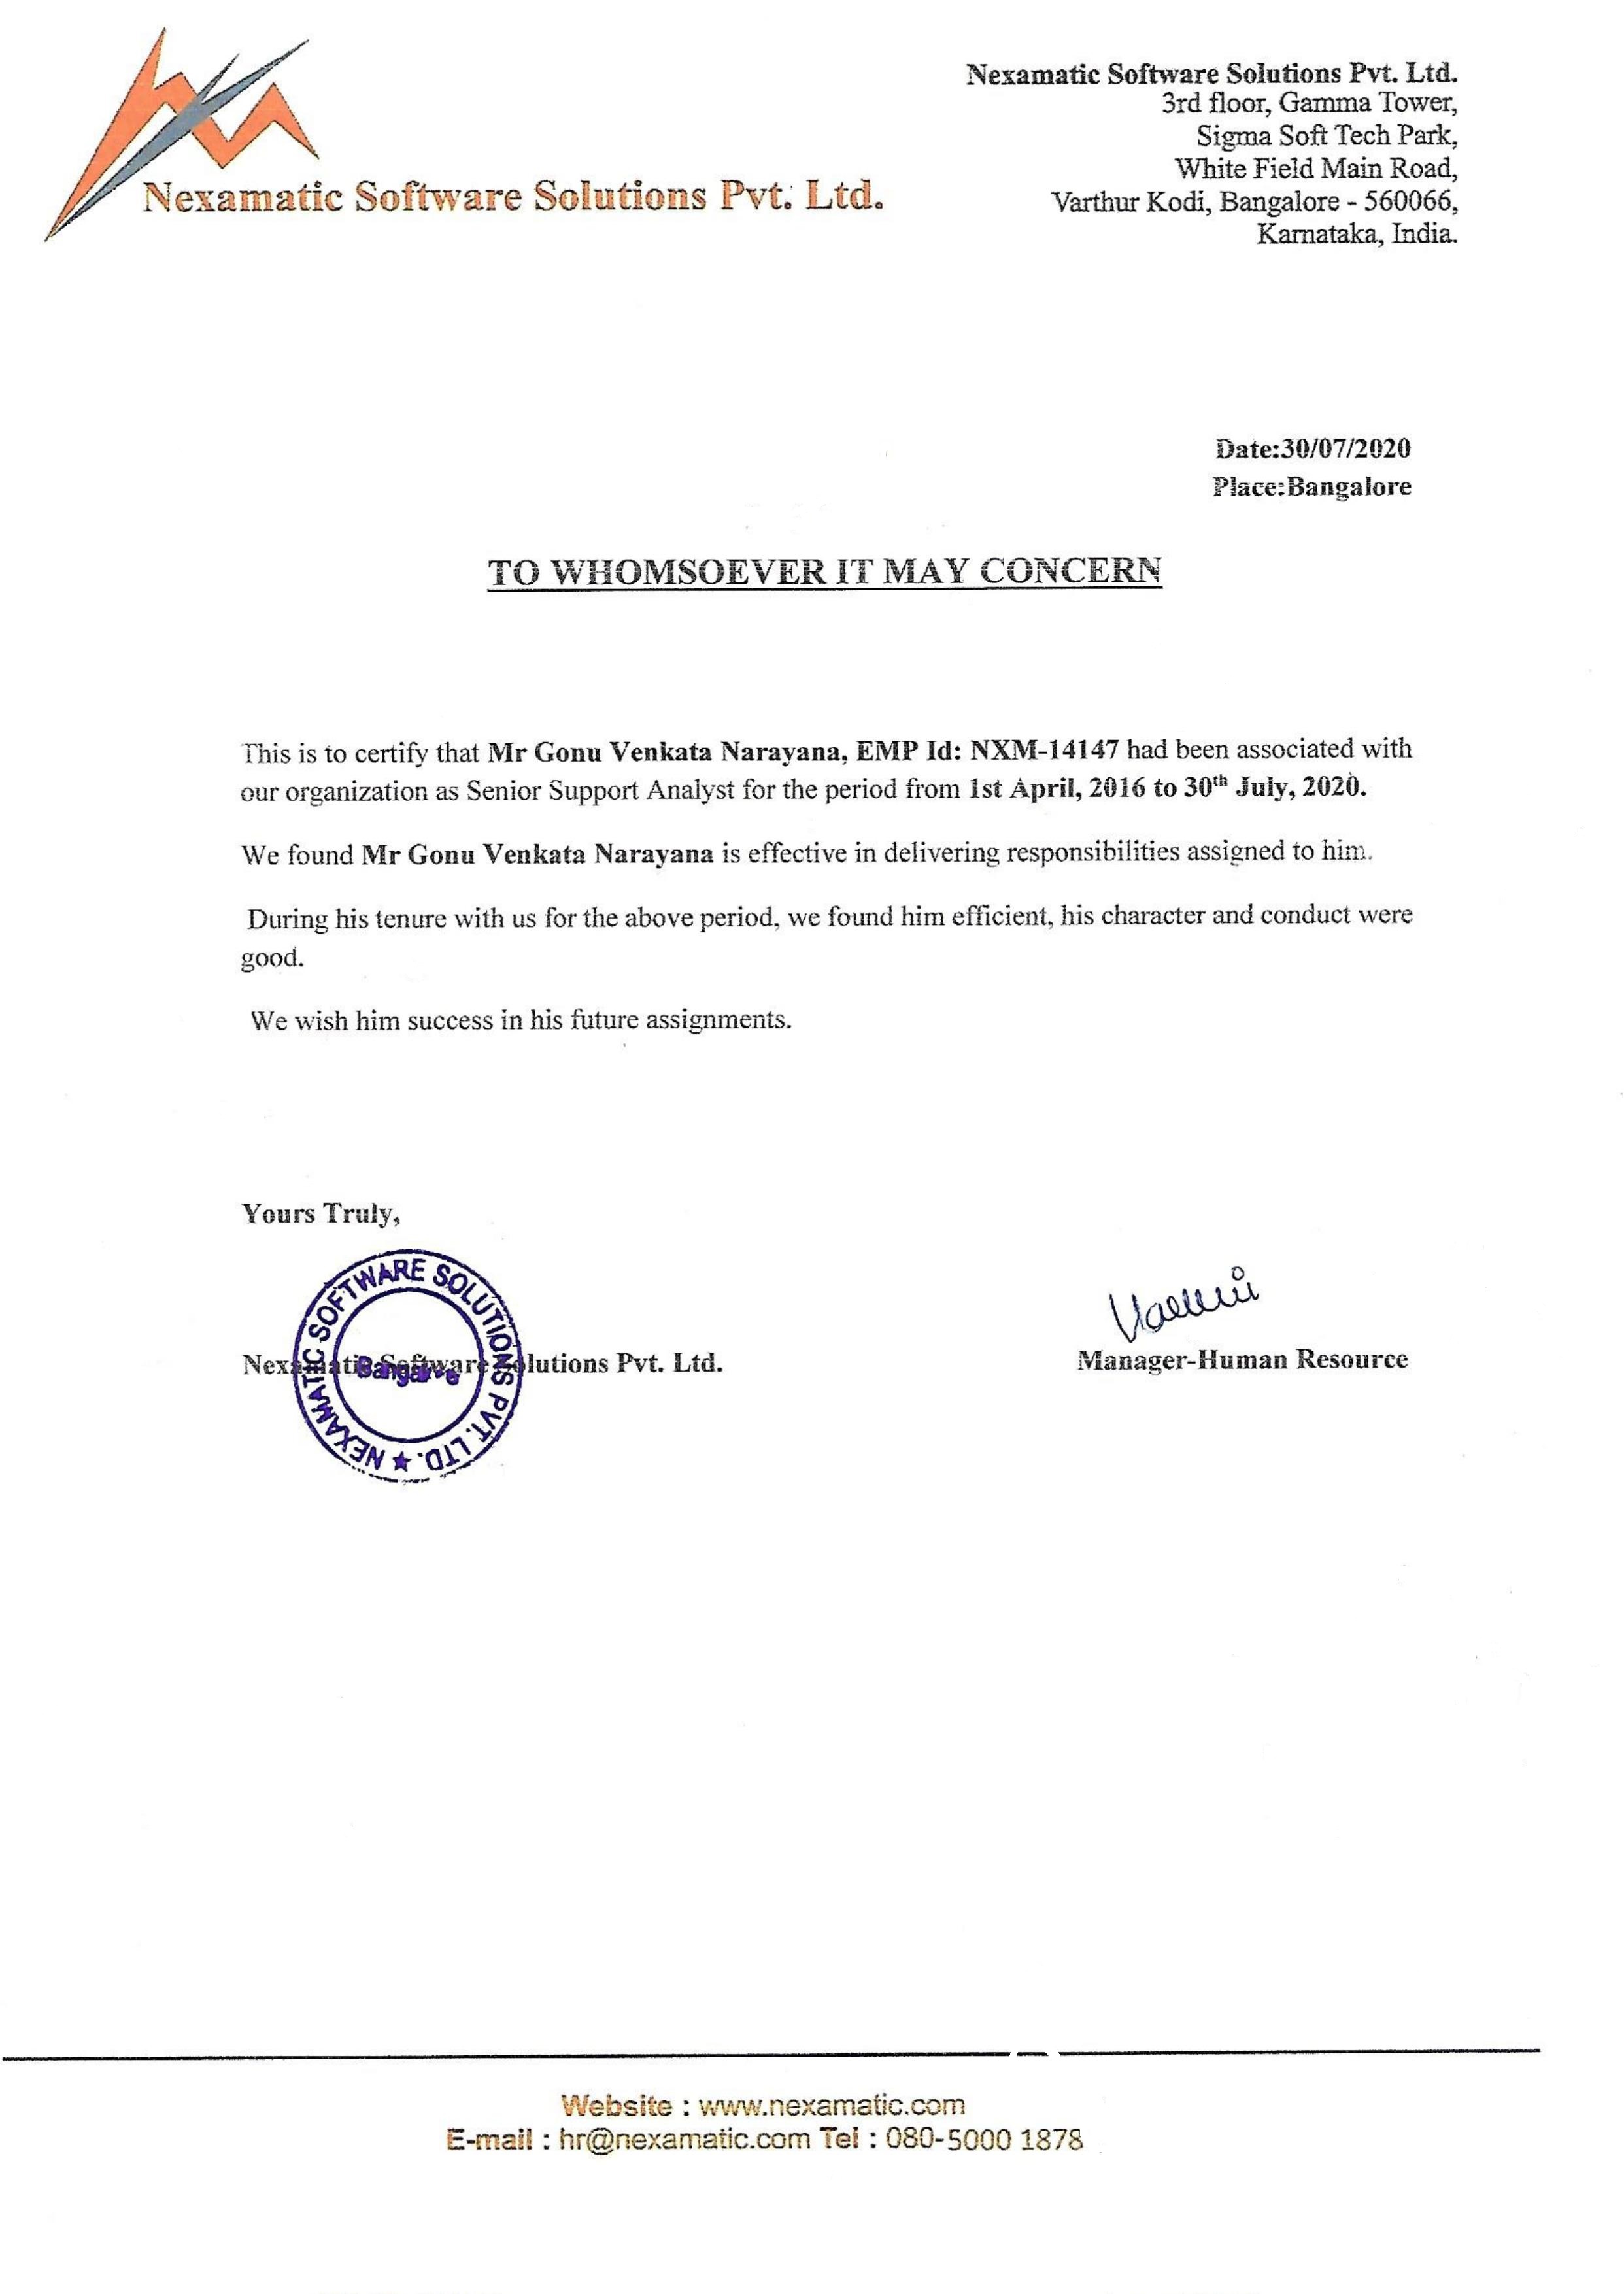 Nexamatic Software Solutions Pvt. Ltd.
Nexamatic Software Solutions Pvt. Ltd.
3rd floor, Gamma Tower,
Sigma Soft Tech Park,
White Field Main Road,
Varthur Kodi, Bangalore - 560066,
Karnataka, India.
Date:30/07/2020
Place:Bangalore
TO WHOMSOEVER IT MAY CONCERN
This is to certify that Mr Gonu Venkata Narayana, EMP Id: NXM-14147 had been associated with
our organization as Senior Support Analyst for the period from 1st April, 2016 to 30th July, 2020.
We found Mr Gonu Venkata Narayana is effective in delivering responsibilities assigned to him.
During his tenure with us for the above period, we found him efficient, his character and conduct were
good.
We wish him success in his future assignments.
Yours Truly,
NEXAMATIC SOFTWARE SOLUTIONS PVT. LTD. ★
Bangalore
Nexamatic Software Solutions Pvt. Ltd.
Manager-Human Resource
Website : www.nexamatic.com
E-mail : hr@nexamatic.com Tel : 080-5000 1878